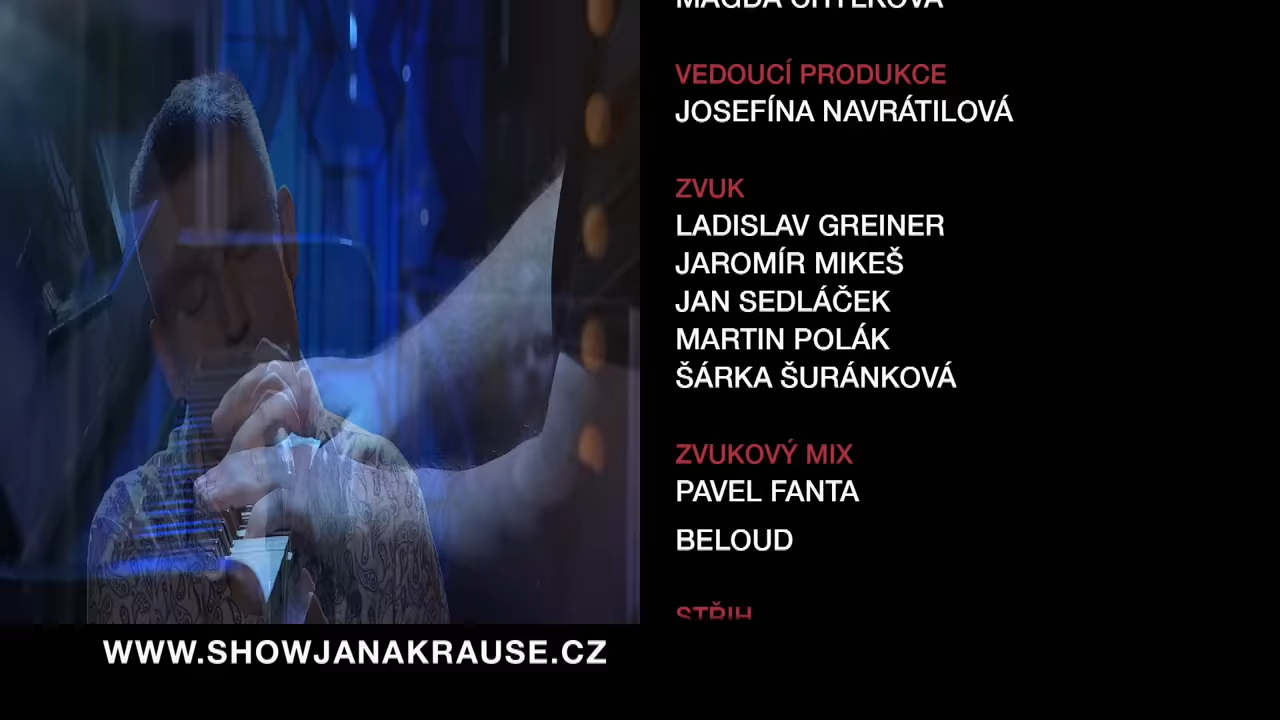 VEDOUCÍ PRODUKCE
JOSEFÍNA NAVRÁTILOVÁ
ZVUK
LADISLAV GREINER
JAROMÍR MIKEŠ
JAN SEDLÁČEK
MARTIN POLÁK
ŠÁRKA ŠURÁNKOVÁ
ZVUKOVÝ MIX
PAVEL FANTA
BELOUD
STŘIH
WWW.SHOWJANAKRAUSE.CZ